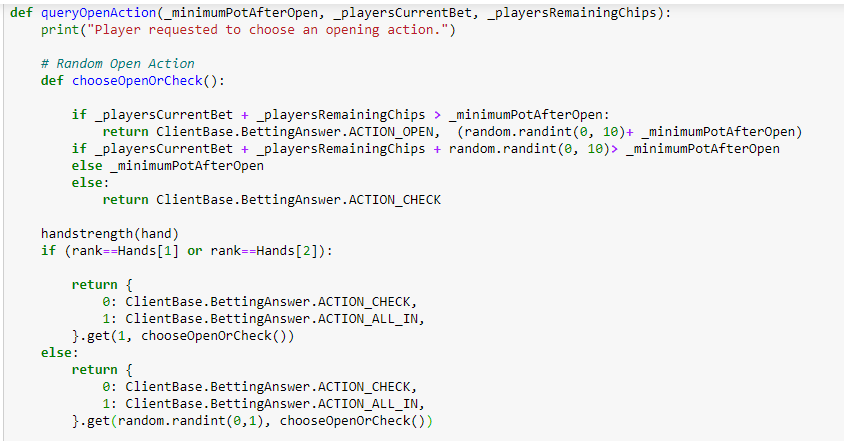 def queryOpenAction(_minimumPotAfterOpen, _playersCurrentBet, _playersRemainingChips):
    print("Player requested to choose an opening action.")

    # Random Open Action
    def chooseOpenOrCheck():

        if _playersCurrentBet + _playersRemainingChips > _minimumPotAfterOpen:
            return ClientBase.BettingAnswer.ACTION_OPEN,  (random.randint(0, 10)+ _minimumPotAfterOpen)
        if _playersCurrentBet + _playersRemainingChips + random.randint(0, 10)> _minimumPotAfterOpen
        else _minimumPotAfterOpen
        else:
            return ClientBase.BettingAnswer.ACTION_CHECK

    handstrength(hand)
    if (rank==Hands[1] or rank==Hands[2]):

        return {
            0: ClientBase.BettingAnswer.ACTION_CHECK,
            1: ClientBase.BettingAnswer.ACTION_ALL_IN,
        }.get(1, chooseOpenOrCheck())
    else:
        return {
            0: ClientBase.BettingAnswer.ACTION_CHECK,
            1: ClientBase.BettingAnswer.ACTION_ALL_IN,
        }.get(random.randint(0,1), chooseOpenOrCheck())